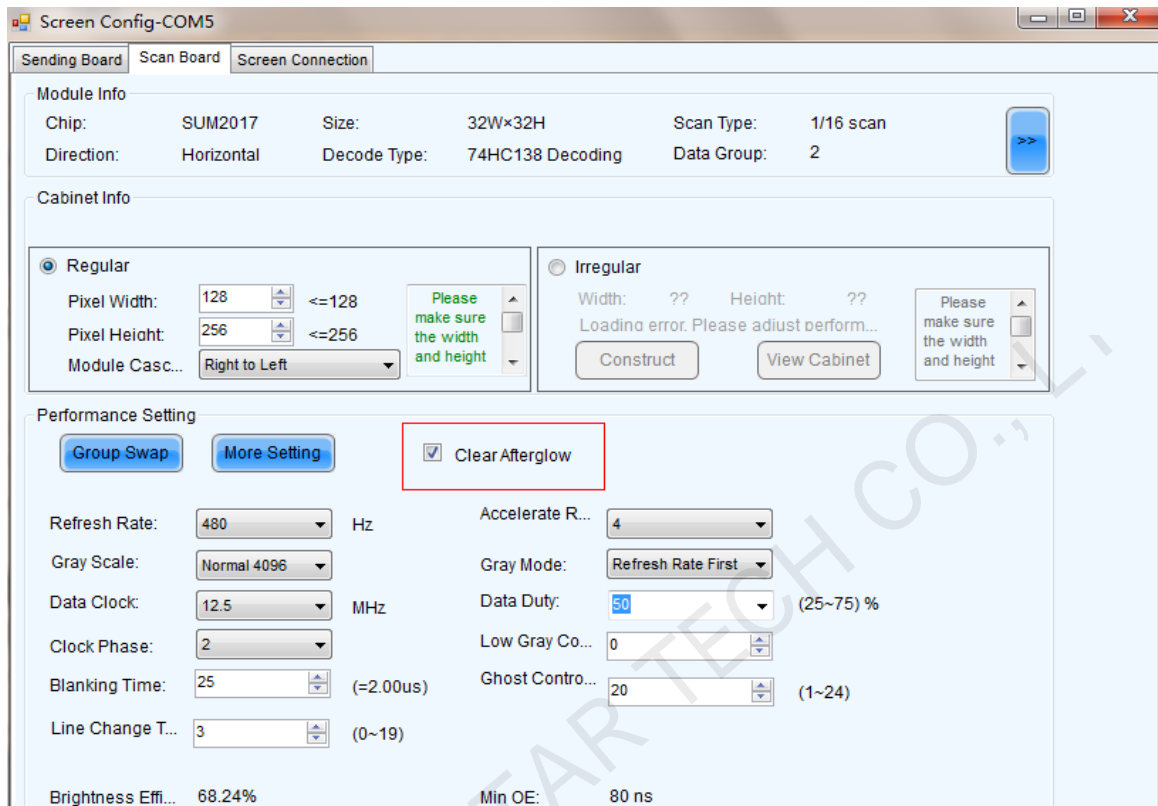 Screen Config-COM5
Sending Board Scan Board Screen Connection
Module Info
Chip: SUM2017 Size: 32W×32H Scan Type: 1/16 scan
Direction: Horizontal Decode Type: 74HC138 Decoding Data Group: 2
>>
Cabinet Info
Regular
Pixel Width: 128 <=128
Pixel Height: 256 <=256
Module Casc... Right to Left
Please
make sure
the width
and height
Irregular
Width: ?? Height: ??
Loading error. Please adjust perform...
Construct View Cabinet
Please
make sure
the width
and height
Performance Setting
Group Swap More Setting Clear Afterglow
Refresh Rate: 480 Hz Accelerate R... 4
Gray Scale: Normal 4096 Gray Mode: Refresh Rate First
Data Clock: 12.5 MHz Data Duty: 50 (25~75) %
Clock Phase: 2 Low Gray Co... 0
Blanking Time: 25 (=2.00us) Ghost Contro... 20 (1~24)
Line Change T... 3 (0~19)
Brightness Effi... 68.24% Min OE: 80 ns
TAR TECH CO., L